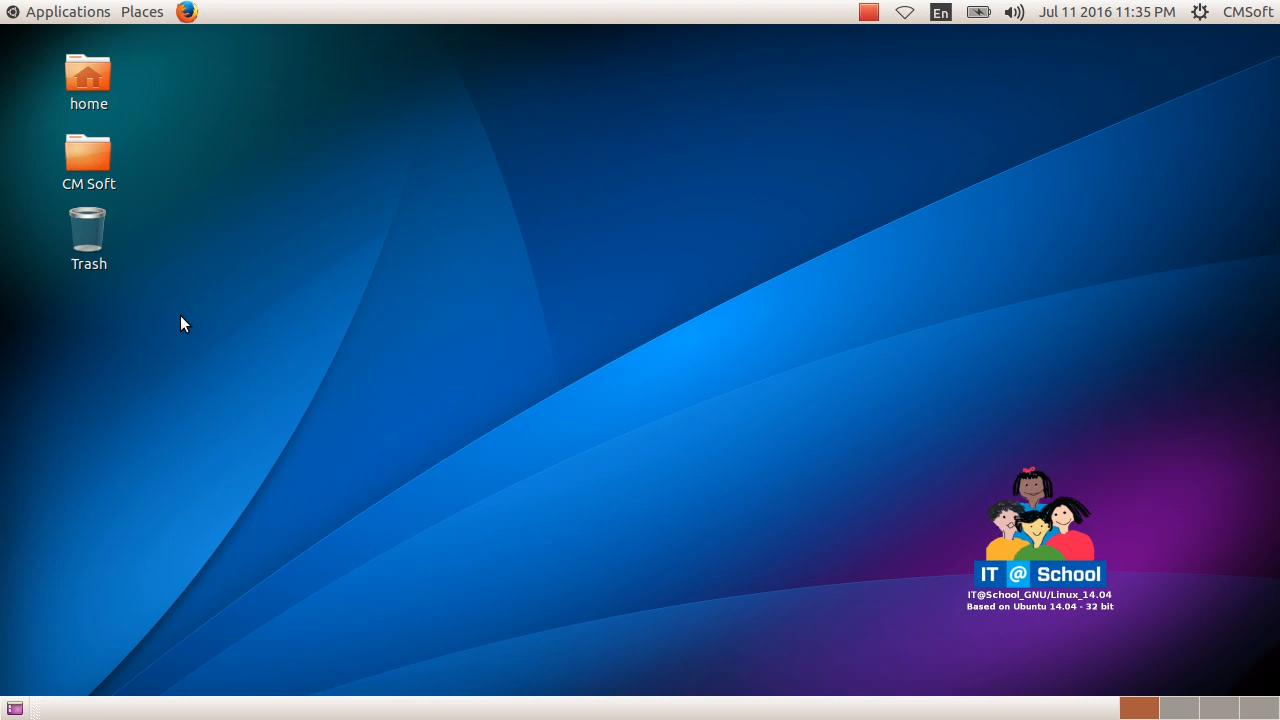 Applications Places En Jul 11 2016 11:35 PM CMSoft
home
CM Soft
Trash
IT @ School
IT@School_GNU/Linux_14.04
Based on Ubuntu 14.04 - 32 bit